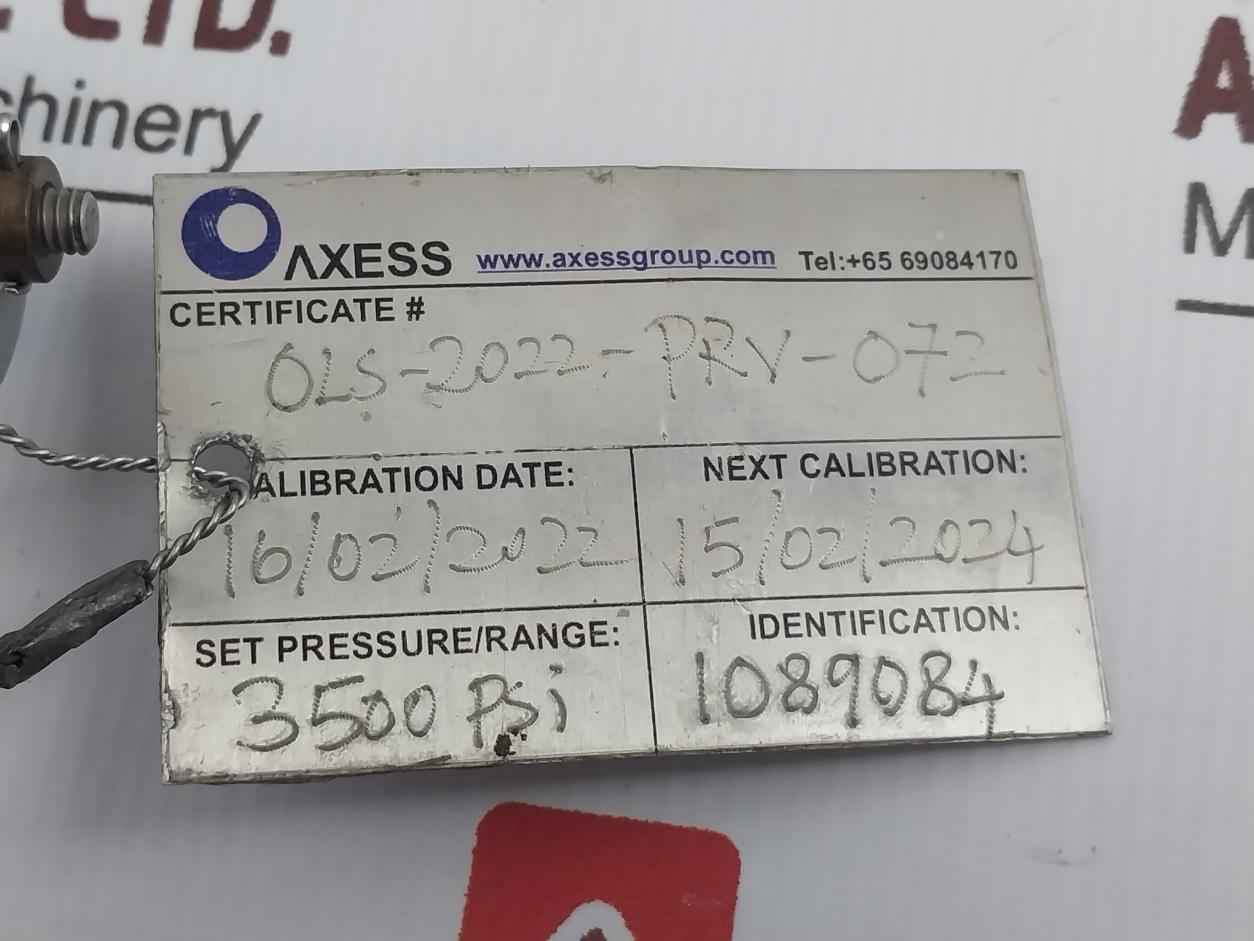 LTD.
chinery
A
M
AXESS www.axessgroup.com Tel:+65 69084170
CERTIFICATE #
OLS-2022-PRV-072
ALIBRATION DATE: NEXT CALIBRATION:
16/02/2022 15/02/2024
SET PRESSURE/RANGE: IDENTIFICATION:
3500 Psi 1089084